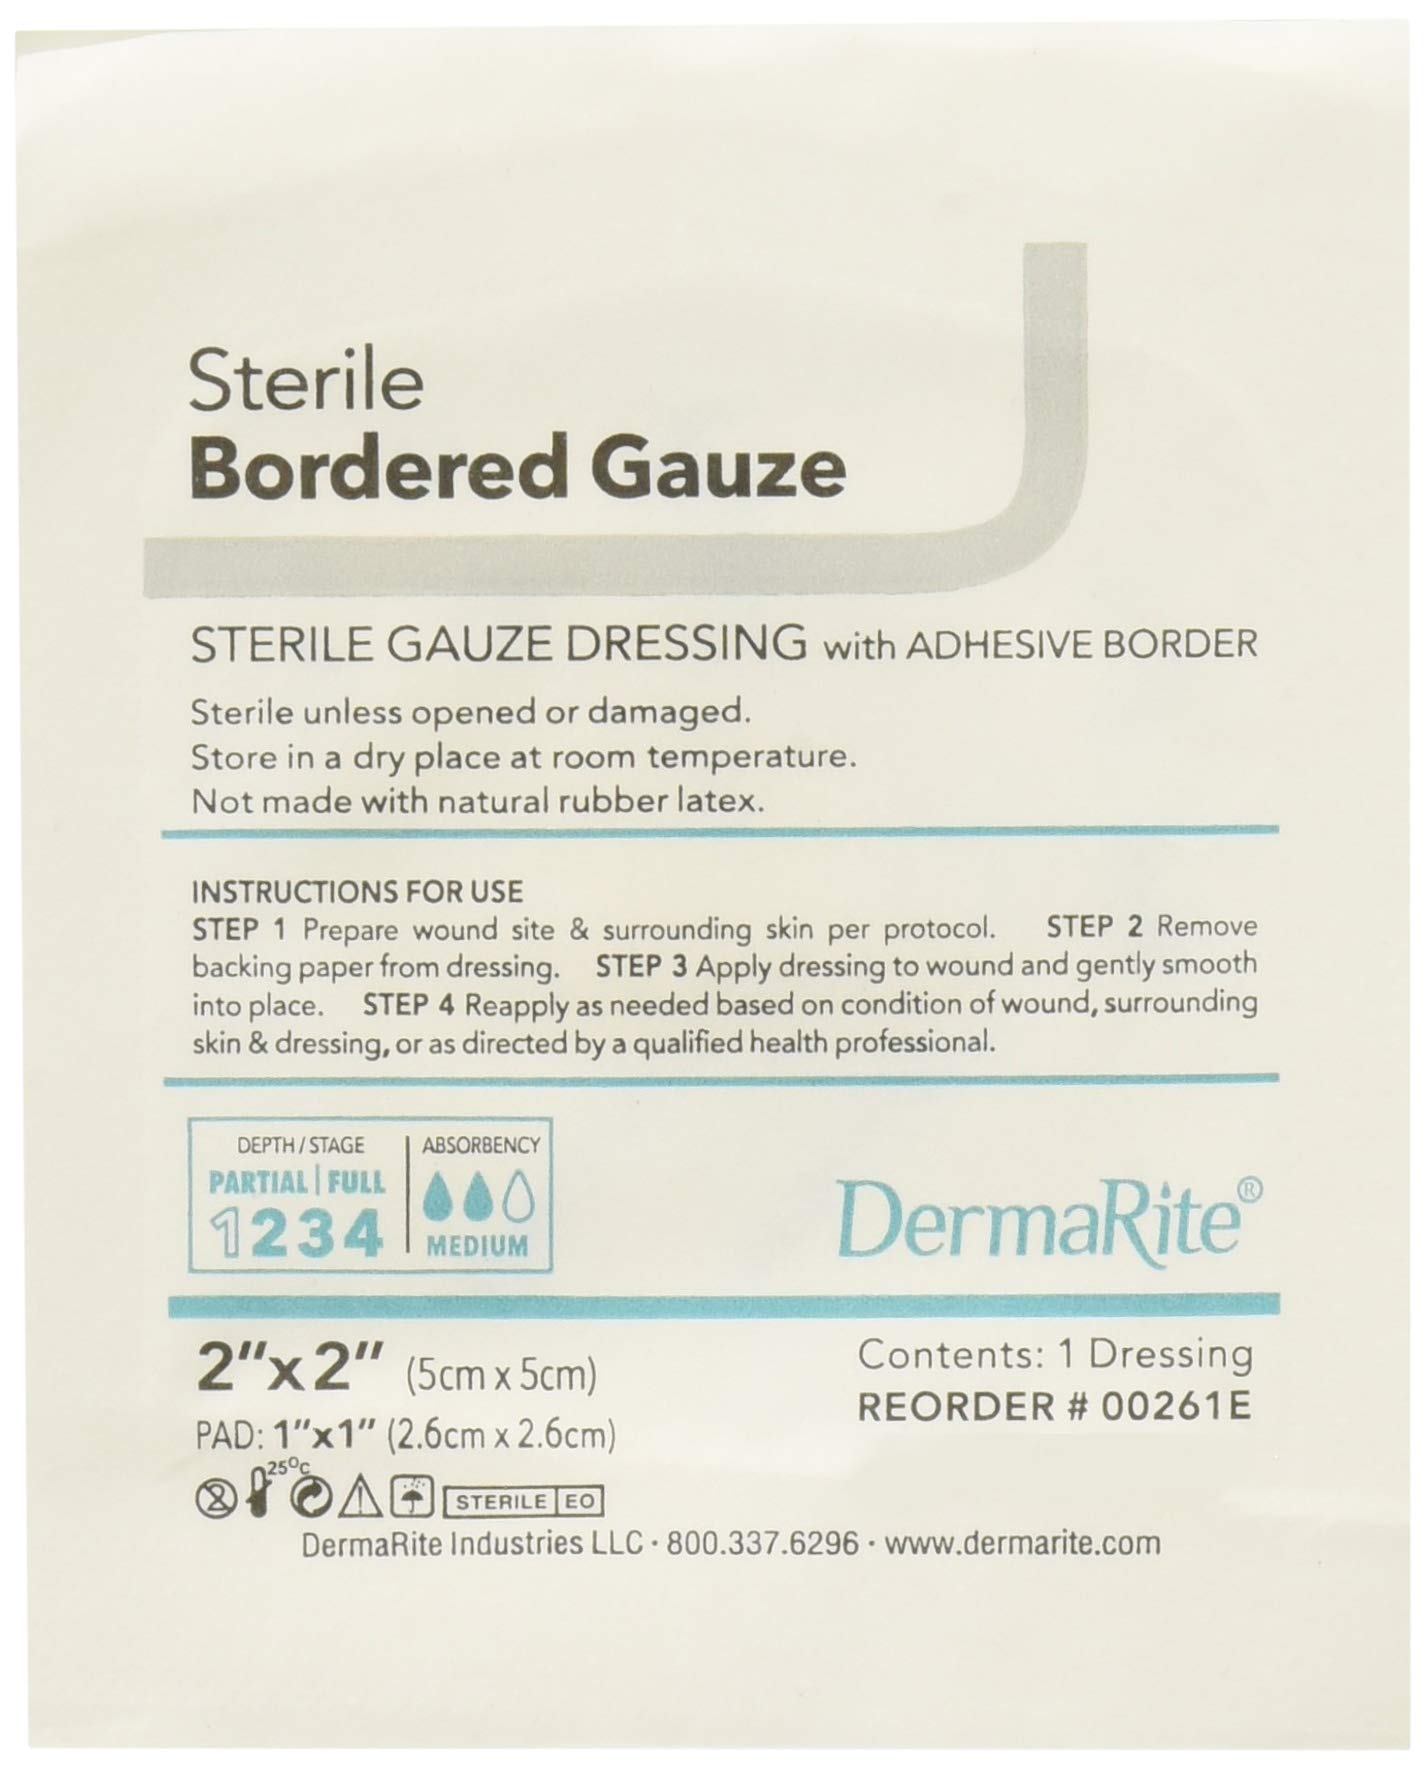 Sterile
Bordered Gauze
STERILE GAUZE DRESSING with ADHESIVE BORDER
Sterile unless opened or damaged.
Store in a dry place at room temperature.
Not made with natural rubber latex.
INSTRUCTIONS FOR USE
STEP 1 Prepare wound site & surrounding skin per protocol. STEP 2 Remove
backing paper from dressing. STEP 3 Apply dressing to wound and gently smooth
into place. STEP 4 Reapply as needed based on condition of wound, surrounding
skin & dressing, or as directed by a qualified health professional.
DEPTH/STAGE
PARTIAL | FULL
1234
ABSORBENCY
MEDIUM
DermaRite®
2"x2" (5cm x 5cm)
PAD: 1"x1" (2.6cm x 2.6cm)
Contents: 1 Dressing
REORDER # 00261E
2 25°C STERILE EO
DermaRite Industries LLC · 800.337.6296 · www.dermarite.com